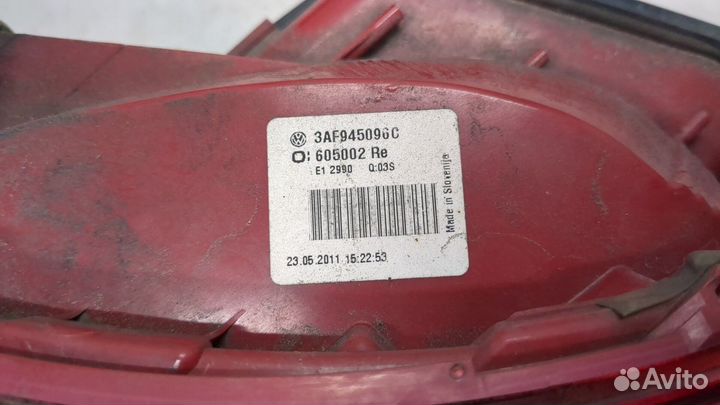 3AF945096C
605002 Re
E1 2990 Q:03S
Made in Slovenija
23.05.2011 15:22:53
Avito